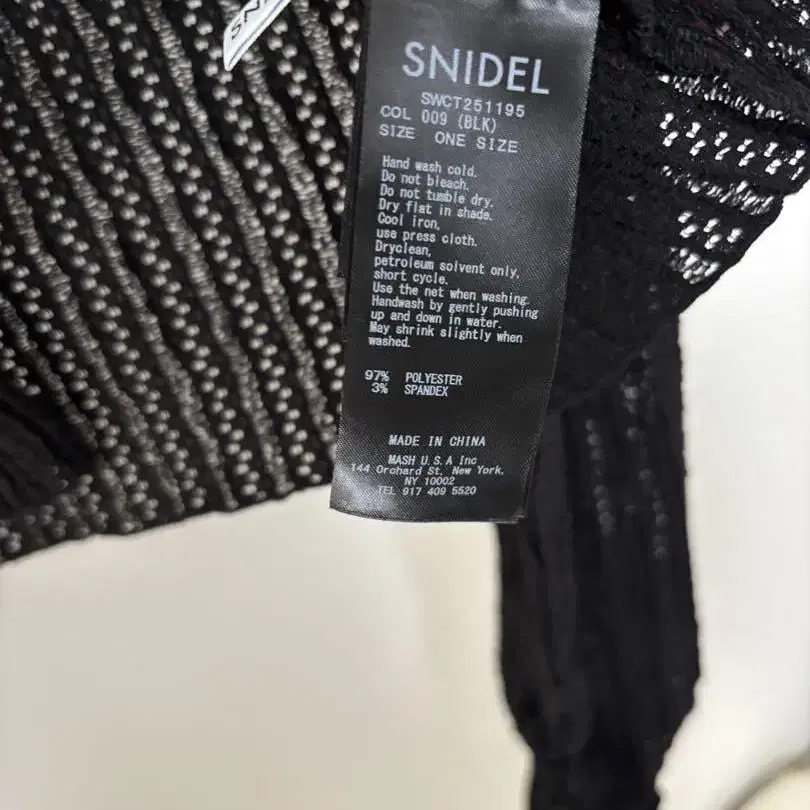 SN
SNIDEL
SWCT251195
COL 009 (BLK)
SIZE ONE SIZE
Hand wash cold.
Do not bleach.
Do not tumble dry.
Dry flat in shade.
Cool iron,
use press cloth.
Dryclean,
petroleum solvent only,
short cycle.
Use the net when washing.
Handwash by gently pushing
up and down in water.
May shrink slightly when
washed.
97% POLYESTER
3% SPANDEX
MADE IN CHINA
MASH U.S.A Inc
144 Orchard St, New York,
NY 10002
TEL 917 409 5520